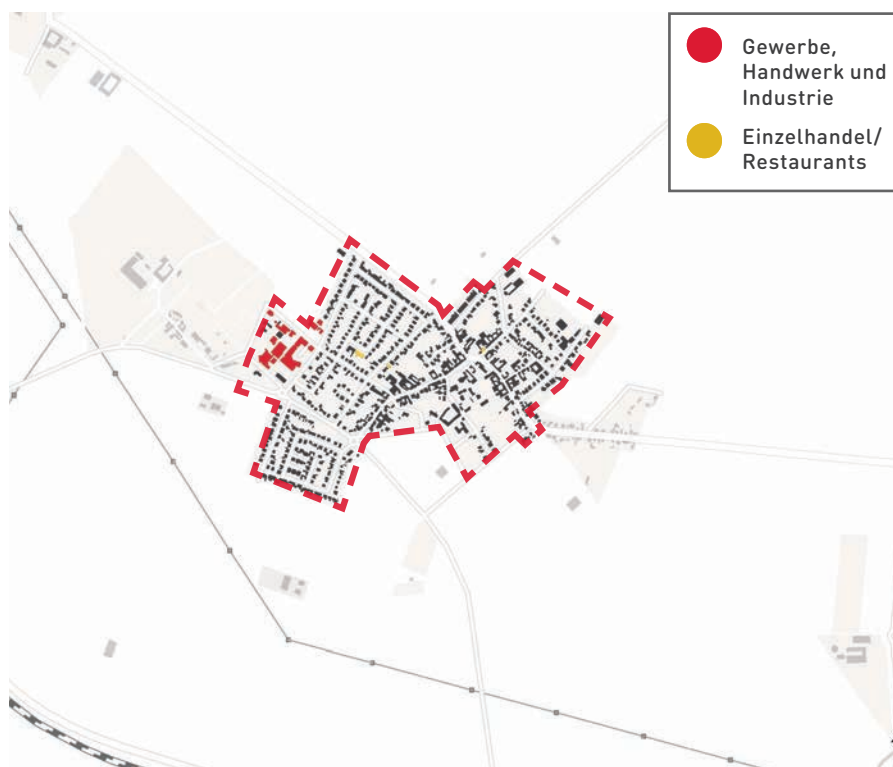 Gewerbe,
Handwerk und
Industrie
Einzelhandel/
Restaurants